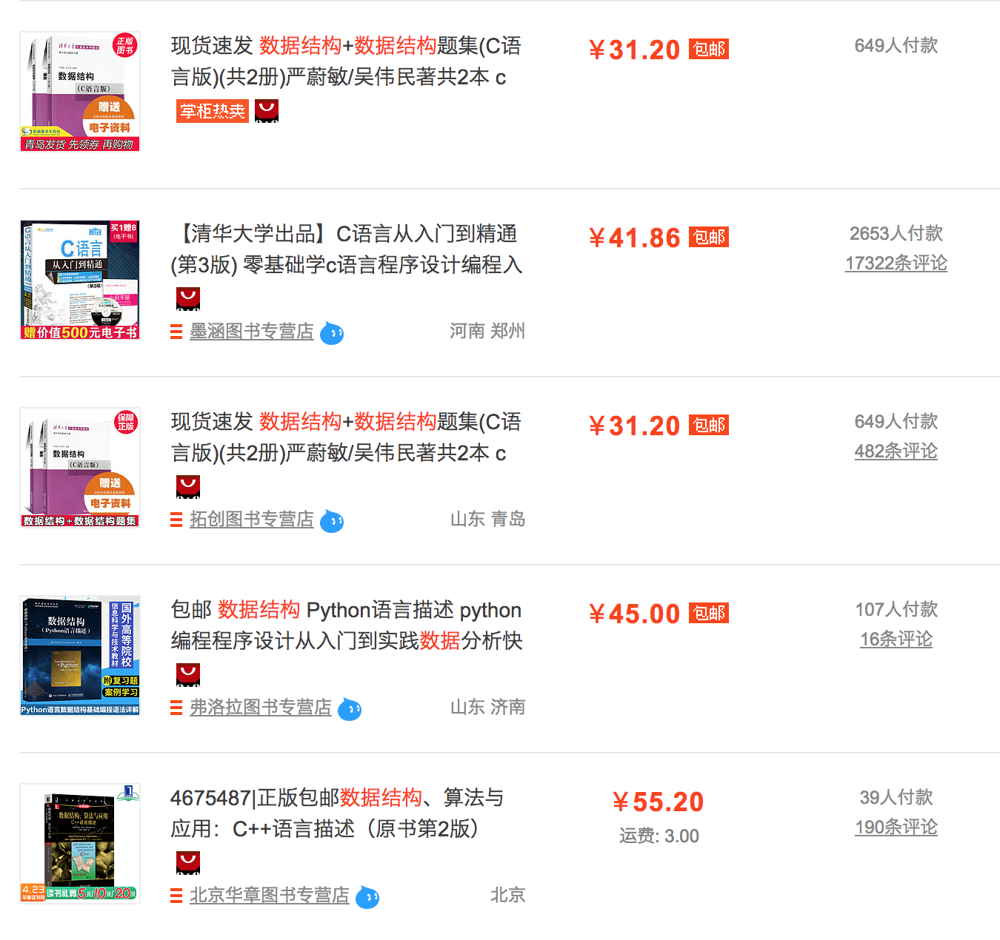 正版
图书
数据结构
(C语言版)
赠送
电子资料
青岛发货 先领券 再购物
现货速发 数据结构+数据结构题集(C语
言版)(共2册)严蔚敏/吴伟民著共2本 c
掌柜热卖
¥31.20 包邮
649人付款
买1赠8
(电子书)
C语言
从入门到精通
(第3版)
赠价值500元电子书
【清华大学出品】C语言从入门到精通
(第3版) 零基础学c语言程序设计编程入
墨涵图书专营店
河南 郑州
¥41.86 包邮
2653人付款
17322条评论
保障
正版
数据结构
(C语言版)
赠送
电子资料
数据结构+数据结构题集
现货速发 数据结构+数据结构题集(C语
言版)(共2册)严蔚敏/吴伟民著共2本 c
拓创图书专营店
山东 青岛
¥31.20 包邮
649人付款
482条评论
数据结构
(Python语言描述)
国外高等院校
信息科学与技术教材
附复习题
案例学习
Python语言数据结构基础编程语法详解
包邮 数据结构 Python语言描述 python
编程程序设计从入门到实践数据分析快
弗洛拉图书专营店
山东 济南
¥45.00 包邮
107人付款
16条评论
数据结构、算法与应用
C++语言描述
4.23
读书礼券5元/10元/20元
4675487|正版包邮数据结构、算法与
应用：C++语言描述（原书第2版）
北京华章图书专营店
北京
¥55.20
运费: 3.00
39人付款
190条评论